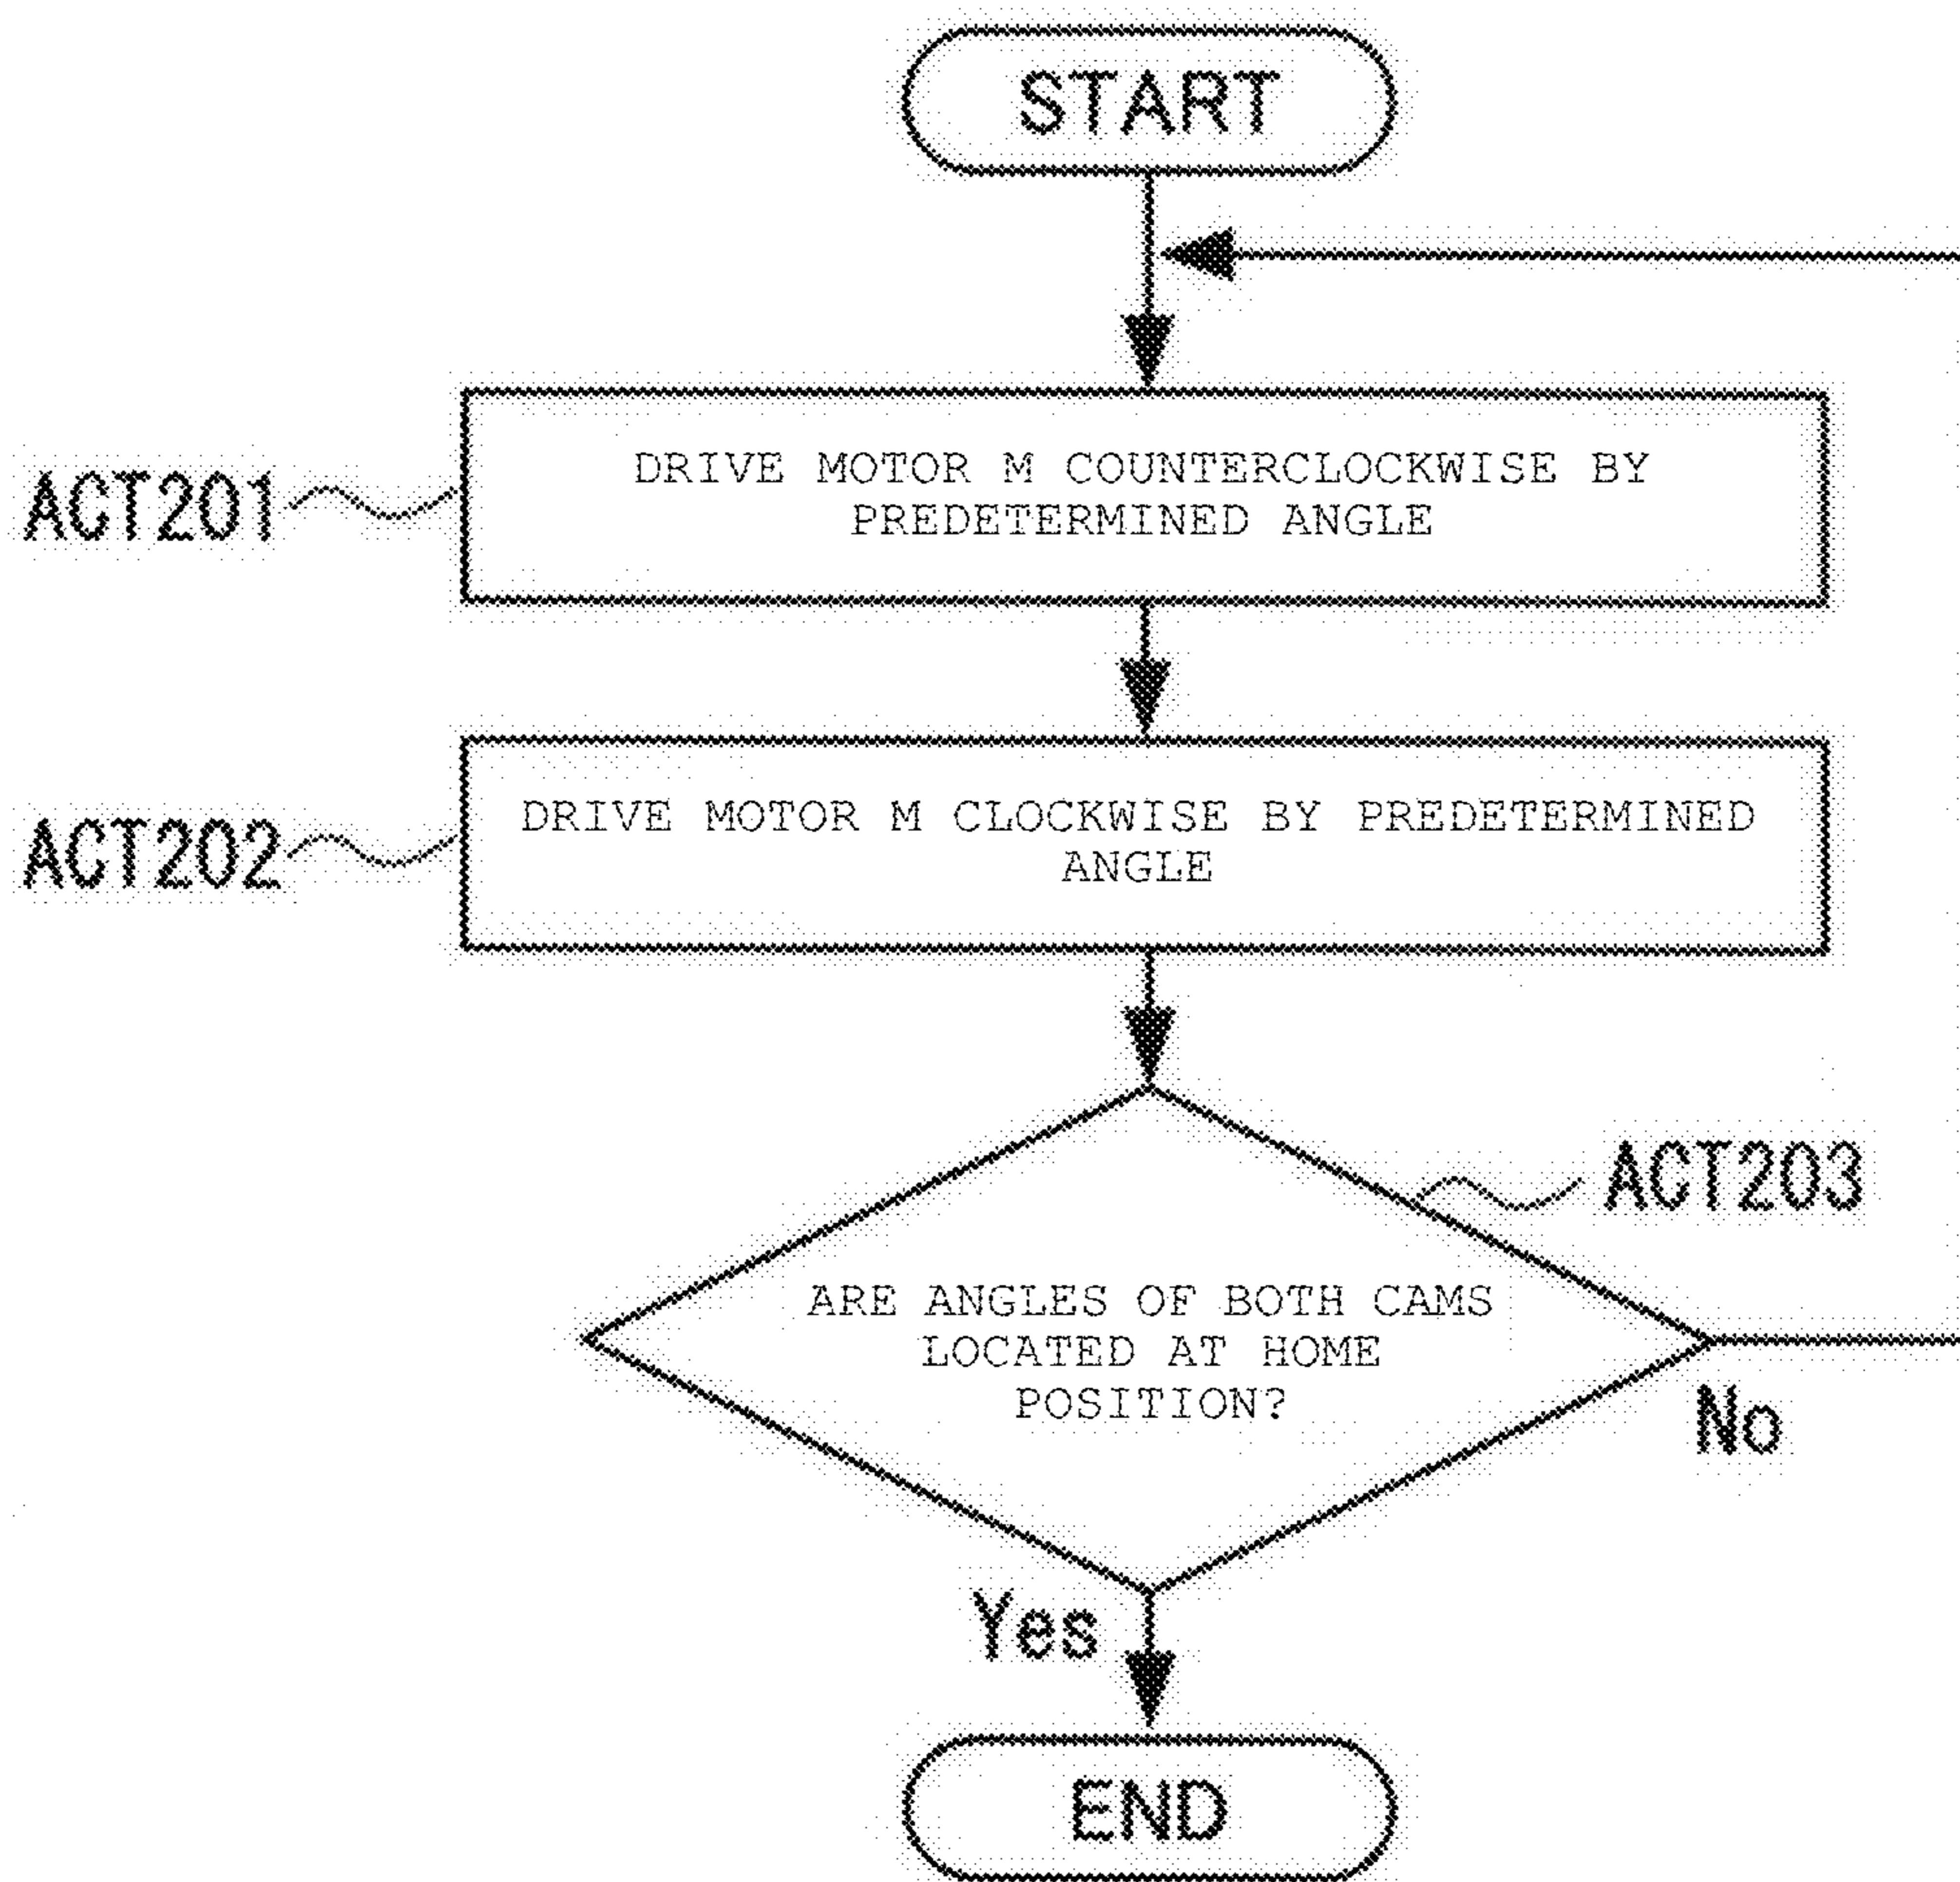 START
ACT201
DRIVE MOTOR M COUNTERCLOCKWISE BY
PREDETERMINED ANGLE
ACT202
DRIVE MOTOR M CLOCKWISE BY PREDETERMINED
ANGLE
ACT203
ARE ANGLES OF BOTH CAMS
LOCATED AT HOME
POSITION?
No
Yes
END